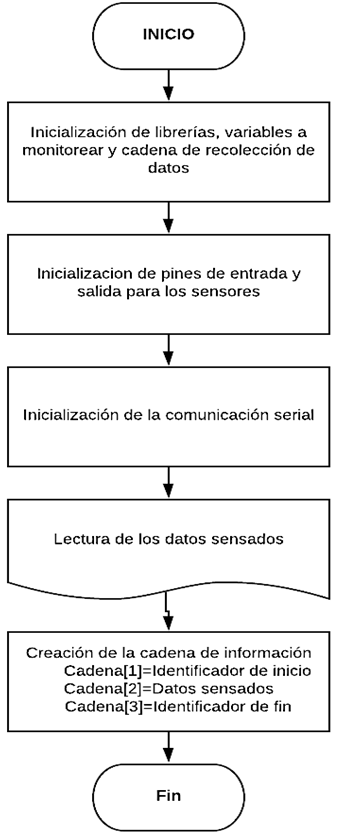 INICIO
Inicialización de librerías, variables a
monitorear y cadena de recolección de
datos
Inicializacion de pines de entrada y
salida para los sensores
Inicialización de la comunicación serial
Lectura de los datos sensados
Creación de la cadena de información
Cadena[1]=Identificador de inicio
Cadena[2]=Datos sensados
Cadena[3]=Identificador de fin
Fin